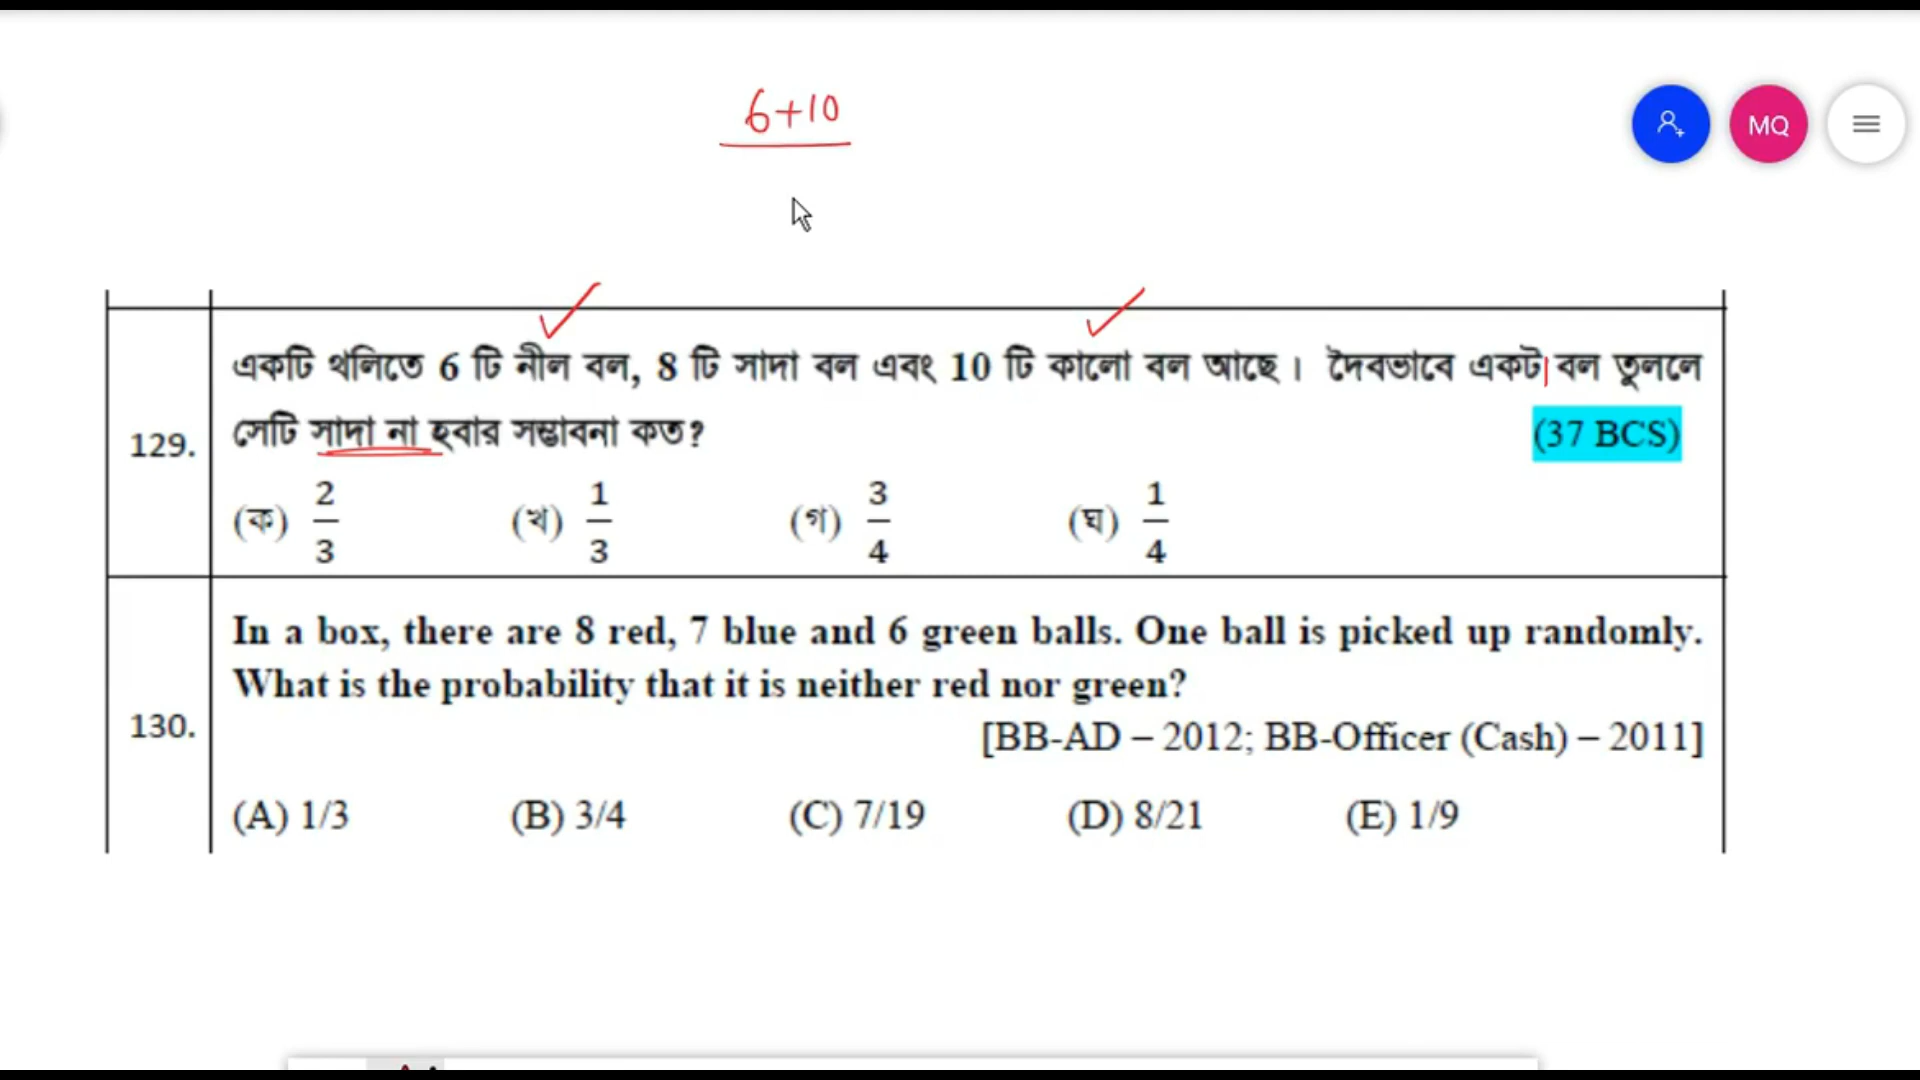 6+10
MQ
একটি থলিতে 6 টি নীল বল, 8 টি সাদা বল এবং 10 টি কালো বল আছে। দৈবভাবে একটা বল তুললে
129. সেটি সাদা না হবার সম্ভাবনা কত? (37 BCS)
(ক) 2/3 (খ) 1/3 (গ) 3/4 (ঘ) 1/4
In a box, there are 8 red, 7 blue and 6 green balls. One ball is picked up randomly.
What is the probability that it is neither red nor green?
130. [BB-AD – 2012; BB-Officer (Cash) – 2011]
(A) 1/3 (B) 3/4 (C) 7/19 (D) 8/21 (E) 1/9